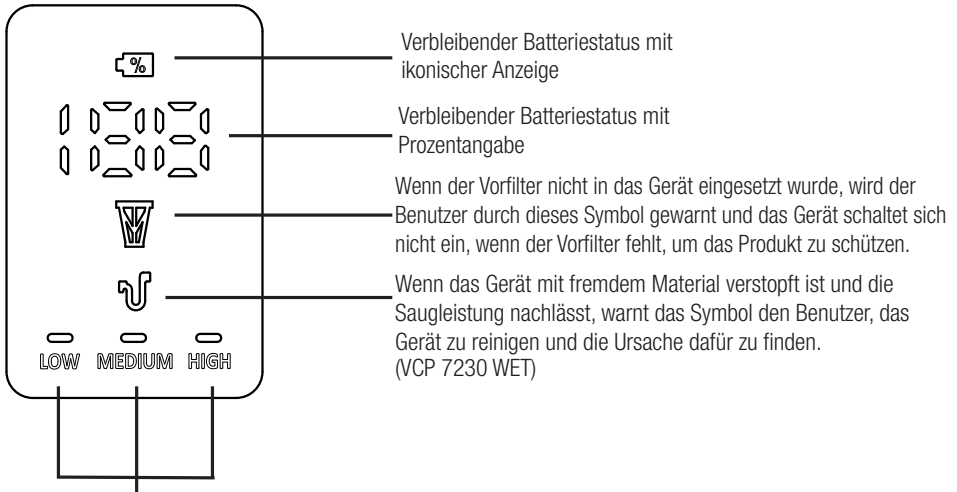 %
188
LOW MEDIUM HIGH
Verbleibender Batteriestatus mit
ikonischer Anzeige
Verbleibender Batteriestatus mit
Prozentangabe
Wenn der Vorfilter nicht in das Gerät eingesetzt wurde, wird der
Benutzer durch dieses Symbol gewarnt und das Gerät schaltet sich
nicht ein, wenn der Vorfilter fehlt, um das Produkt zu schützen.
Wenn das Gerät mit fremdem Material verstopft ist und die
Saugleistung nachlässt, warnt das Symbol den Benutzer, das
Gerät zu reinigen und die Ursache dafür zu finden.
(VCP 7230 WET)